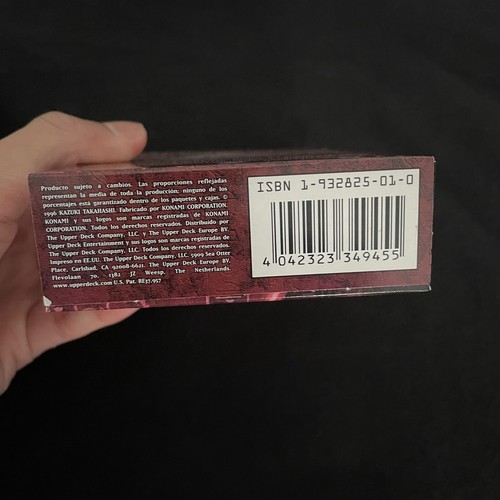 Producto sujeto a cambios. Las proporciones reflejadas
representan la media de toda la producción; ninguno de los
porcentajes está garantizado dentro de los paquetes y cajas. ©
1996 KAZUKI TAKAHASHI. Fabricado por KONAMI CORPORATION.
KONAMI y sus logos son marcas registradas de KONAMI
CORPORATION. Todos los derechos reservados. Distribuido por
The Upper Deck Company, LLC. y The Upper Deck Europe BV.
Upper Deck Entertainment y sus logos son marcas registradas de
The Upper Deck Company, LLC. Todos los derechos reservados.
Impreso en EE.UU. The Upper Deck Company, LLC. 5909 Sea Otter
Place, Carlsbad, CA 92008-6621. The Upper Deck Europe BV.
Flevolaan 70. 1382 JZ Weesp. The Netherlands.
www.upperdeck.com U.S. Pat. RE37,957
ISBN 1-932825-01-0
4 042323 349455